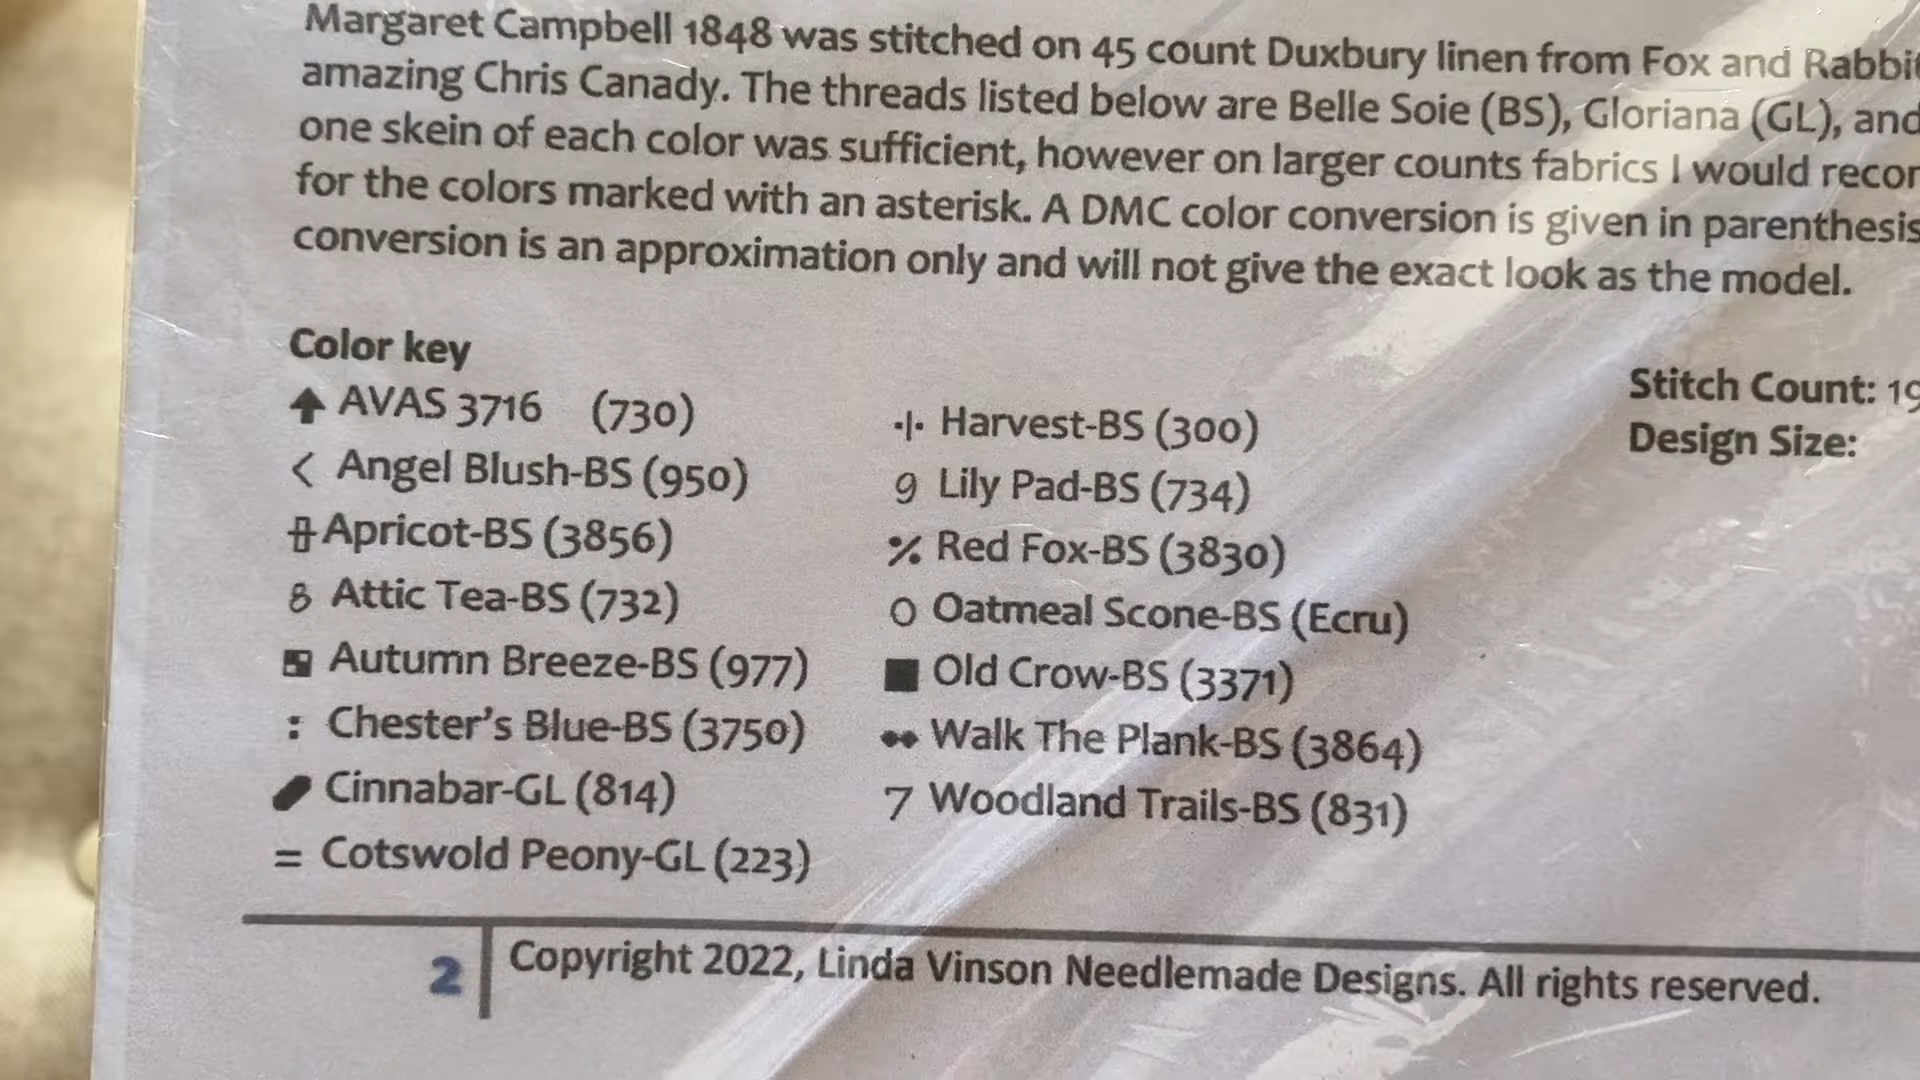 Margaret Campbell 1848 was stitched on 45 count Duxbury linen from Fox and Rabbit
amazing Chris Canady. The threads listed below are Belle Soie (BS), Gloriana (GL), and
one skein of each color was sufficient, however on larger counts fabrics I would
for the colors marked with an asterisk. A DMC color conversion is given in parenthesis
conversion is an approximation only and will not give the exact look as the model.
Color key
AVAS 3716 (730)
< Angel Blush-BS (950)
Apricot-BS (3856)
8 Attic Tea-BS (732)
Autumn Breeze-BS (977)
: Chester's Blue-BS (3750)
Cinnabar-GL (814)
= Cotswold Peony-GL (223)
Harvest-BS (300)
9 Lily Pad-BS (734)
% Red Fox-BS (3830)
O Oatmeal Scone-BS (Ecru)
■ Old Crow-BS (3371)
Walk The Plank-BS (3864)
7 Woodland Trails-BS (831)
Stitch Count:
Design Size:
2 Copyright 2022, Linda Vinson Needlemade Designs. All rights reserved.